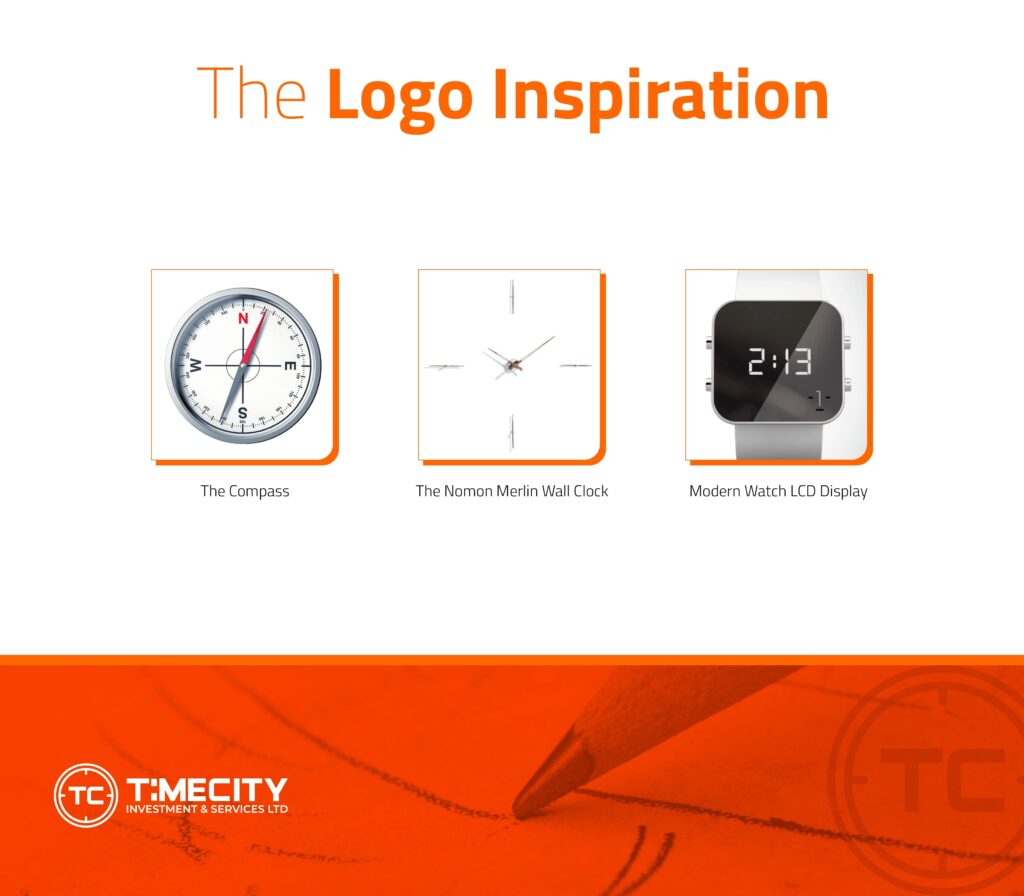 The Logo Inspiration
N
W
E
S
2:13
1
The Compass
The Nomon Merlin Wall Clock
Modern Watch LCD Display
TC
T:MECITY
INVESTMENT & SERVICES LTD
TC